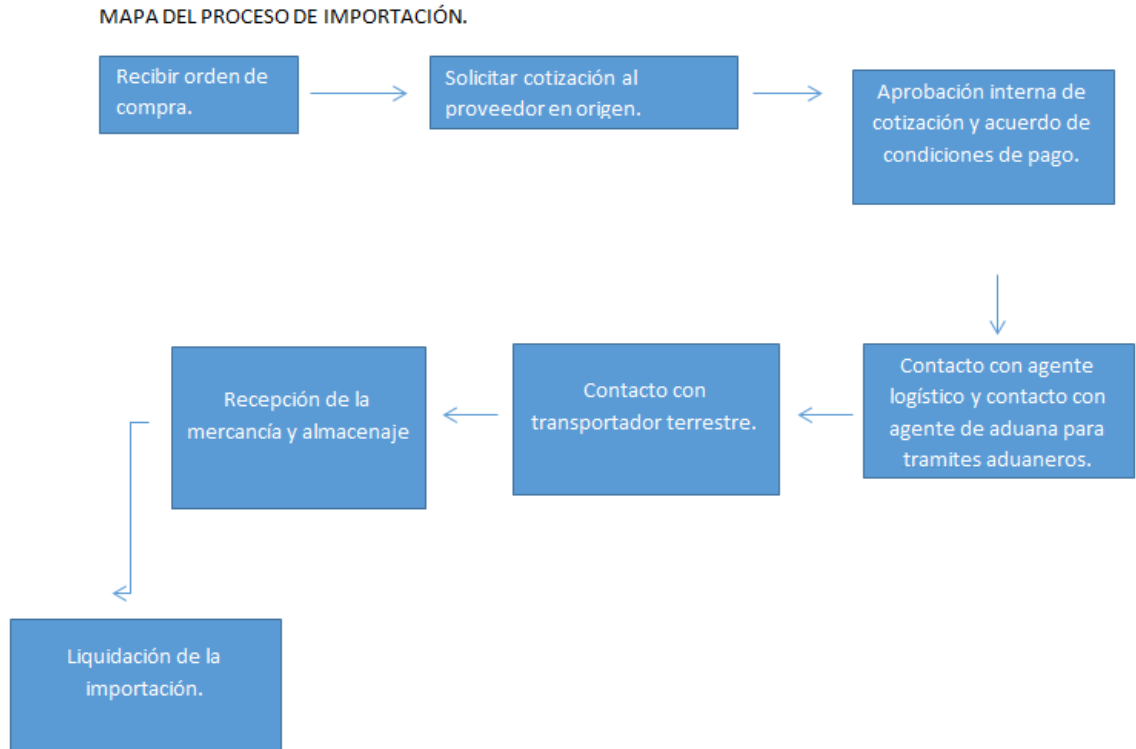 MAPA DEL PROCESO DE IMPORTACIÓN.
Recibir orden de
compra.
Solicitar cotización al
proveedor en origen.
Aprobación interna de
cotización y acuerdo de
condiciones de pago.
Contacto con agente
logístico y contacto con
agente de aduana para
tramites aduaneros.
Contacto con
transportador terrestre.
Recepción de la
mercancía y almacenaje
Liquidación de la
importación.